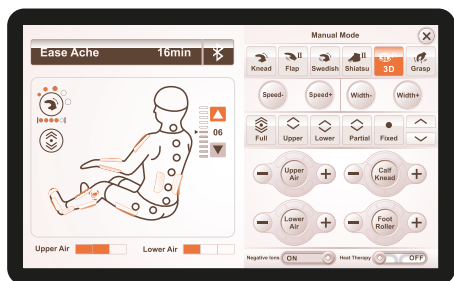 Ease Ache 16min
06
Upper Air Lower Air
Manual Mode
Knead Flap Swedish Shiatsu 3D Grasp
Speed- Speed+ Width- Width+
Full Upper Lower Partial Fixed
Upper Air
Calf Knead
Lower Air
Foot Roller
Negative Ions ON Heat Therapy OFF